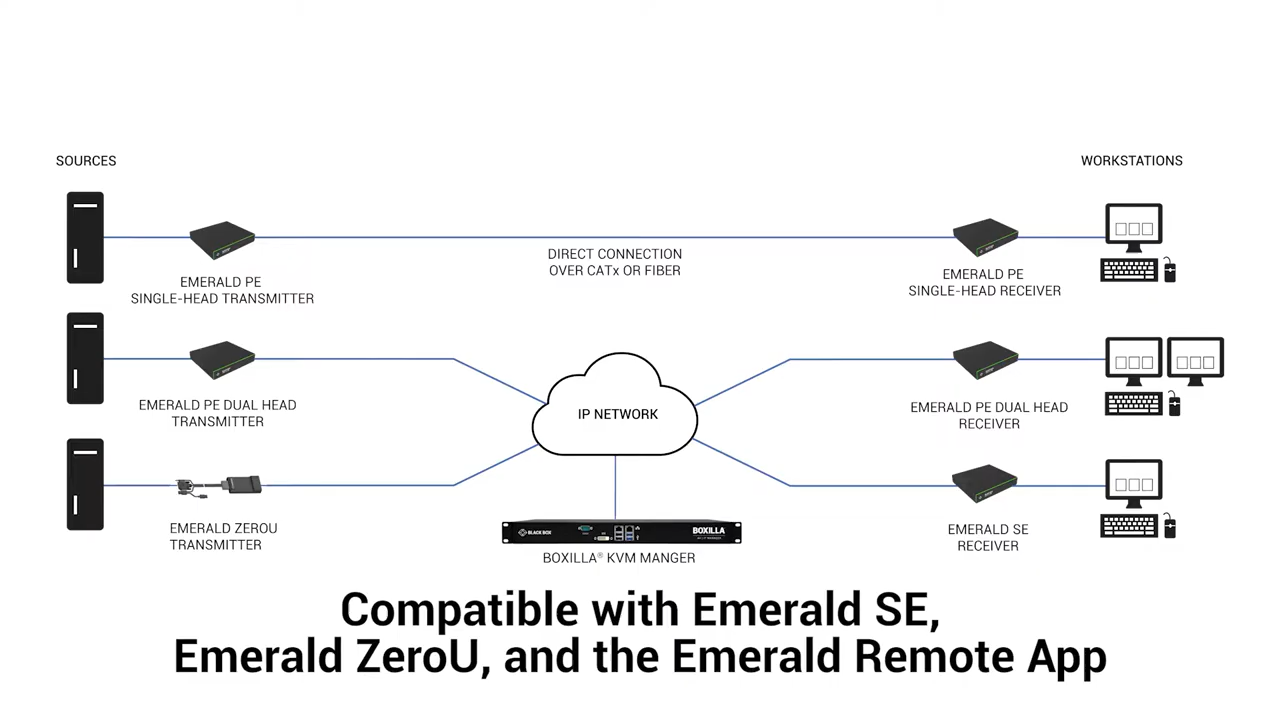 SOURCES
WORKSTATIONS
DIRECT CONNECTION
OVER CATx OR FIBER
EMERALD PE
SINGLE-HEAD TRANSMITTER
EMERALD PE
SINGLE-HEAD RECEIVER
IP NETWORK
EMERALD PE DUAL HEAD
TRANSMITTER
EMERALD PE DUAL HEAD
RECEIVER
EMERALD ZEROU
TRANSMITTER
BLACK BOX
BOXILLA
EMERALD SE
RECEIVER
BOXILLA® KVM MANGER
Compatible with Emerald SE,
Emerald ZeroU, and the Emerald Remote App